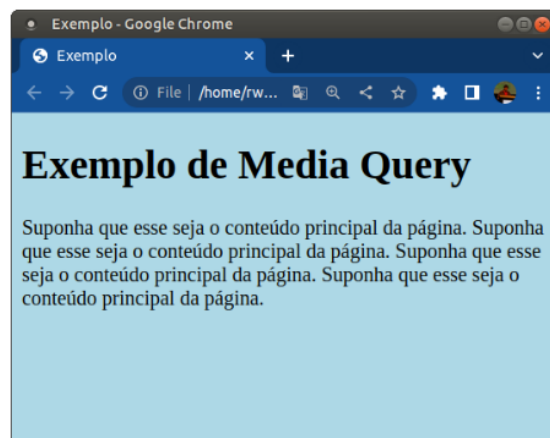 Exemplo - Google Chrome
Exemplo
File | /home/rw...
Exemplo de Media Query
Suponha que esse seja o conteúdo principal da página. Suponha
que esse seja o conteúdo principal da página. Suponha que esse
seja o conteúdo principal da página. Suponha que esse seja o
conteúdo principal da página.